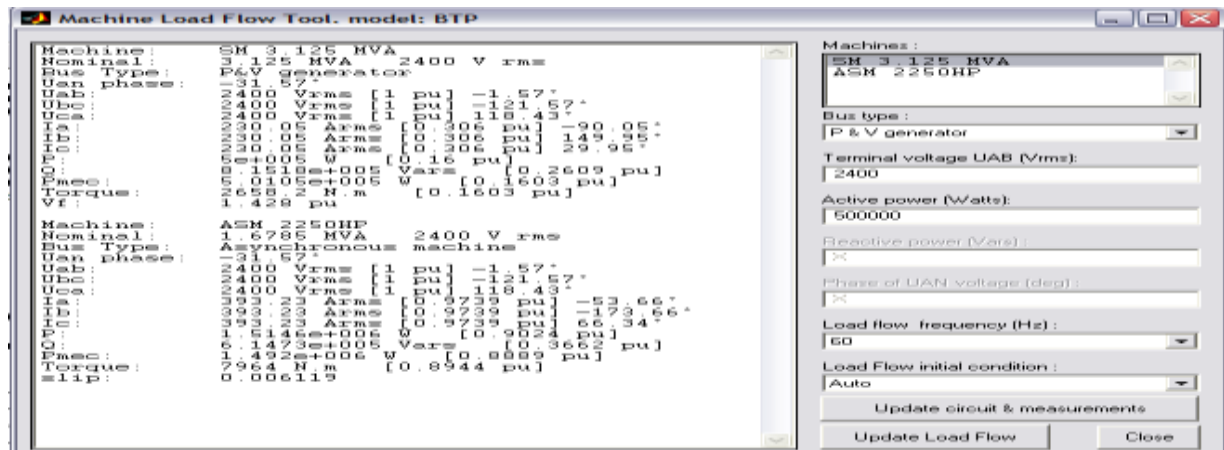 Machine Load Flow Tool. model: BTP
Machine: SM 3.125 MVA
Nominal: 3.125 MVA 2400 V rms
Bus Type: P&V generator
Uan phase: -31.57°
Uab: 2400 Vrms [1 pu] -1.57°
Ubc: 2400 Vrms [1 pu] -121.57°
Uca: 2400 Vrms [1 pu] 118.43°
Ia: 230.05 Arms [0.306 pu] -90.05°
Ib: 230.05 Arms [0.306 pu] 149.95°
Ic: 230.05 Arms [0.306 pu] 29.95°
P: 5e+005 W [0.16 pu]
Q: 8.1518e+005 Vars [0.2609 pu]
Pmec: 5.0105e+005 W [0.1603 pu]
Torque: 2658.2 N.m [0.1603 pu]
Vf: 1.428 pu
Machine: ASM 2250HP
Nominal: 1.6785 MVA 2400 V rms
Bus Type: Asynchronous machine
Uan phase: -31.57°
Uab: 2400 Vrms [1 pu] -1.57°
Ubc: 2400 Vrms [1 pu] -121.57°
Uca: 2400 Vrms [1 pu] 118.43°
Ia: 393.23 Arms [0.9739 pu] -53.66°
Ib: 393.23 Arms [0.9739 pu] -173.66°
Ic: 393.23 Arms [0.9739 pu] 66.34°
P: 1.5146e+006 W [0.9024 pu]
Q: 6.1473e+005 Vars [0.3662 pu]
Pmec: 1.492e+006 W [0.8889 pu]
Torque: 7964 N.m [0.8944 pu]
slip: 0.006119
Machines :
SM 3.125 MVA
ASM 2250HP
Bus type :
P & V generator
Terminal voltage UAB (Vrms):
2400
Active power (Watts):
500000
Reactive power (Vars) :
X
Phase of UAN voltage (deg) :
X
Load flow frequency (Hz) :
60
Load Flow initial condition :
Auto
Update circuit & measurements
Update Load Flow
Close